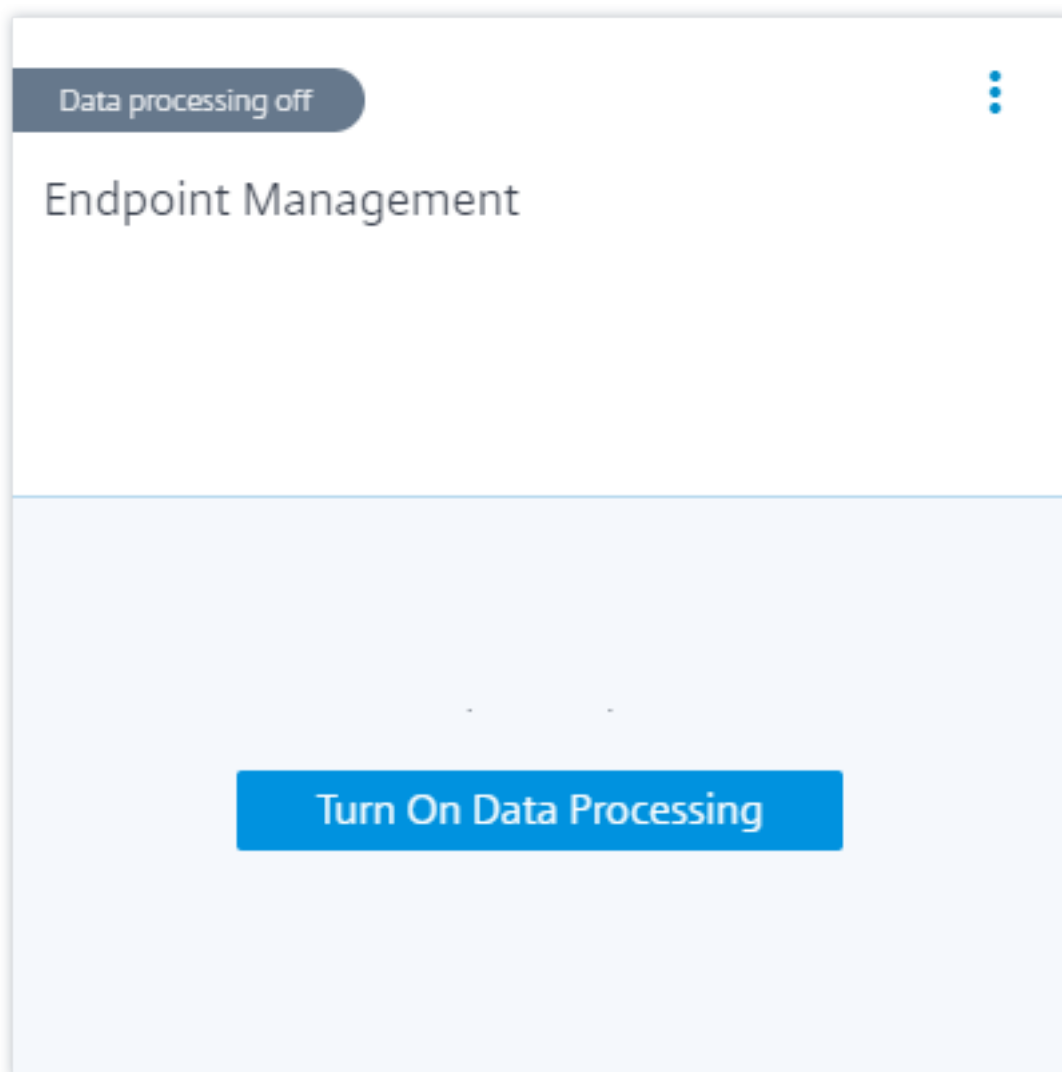 Data processing off
Endpoint Management
Turn On Data Processing